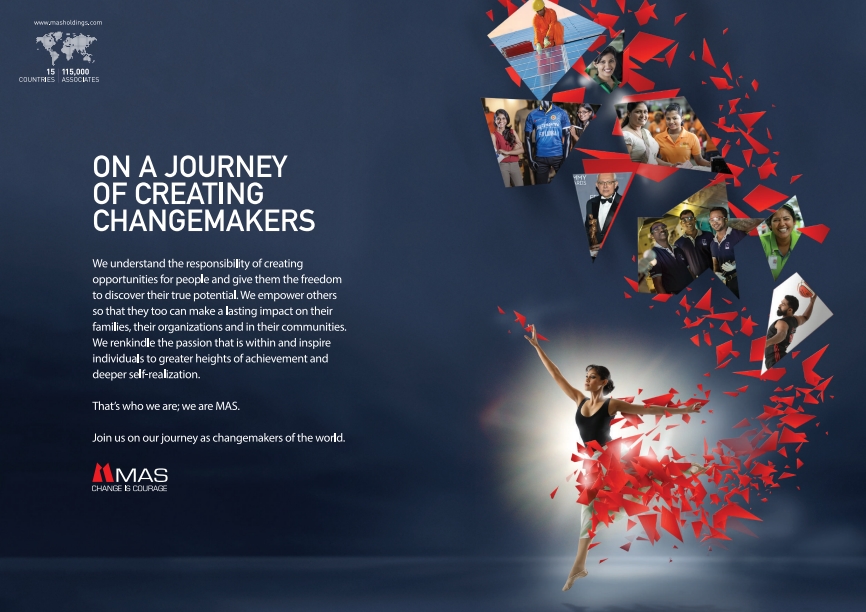 www.masholdings.com
15 115,000
COUNTRIES ASSOCIATES
ON A JOURNEY
OF CREATING
CHANGEMAKERS
We understand the responsibility of creating
opportunities for people and give them the freedom
to discover their true potential. We empower others
so that they too can make a lasting impact on their
families, their organizations and in their communities.
We renkindle the passion that is within and inspire
individuals to greater heights of achievement and
deeper self-realization.
That's who we are; we are MAS.
Join us on our journey as changemakers of the world.
MAS
CHANGE IS COURAGE